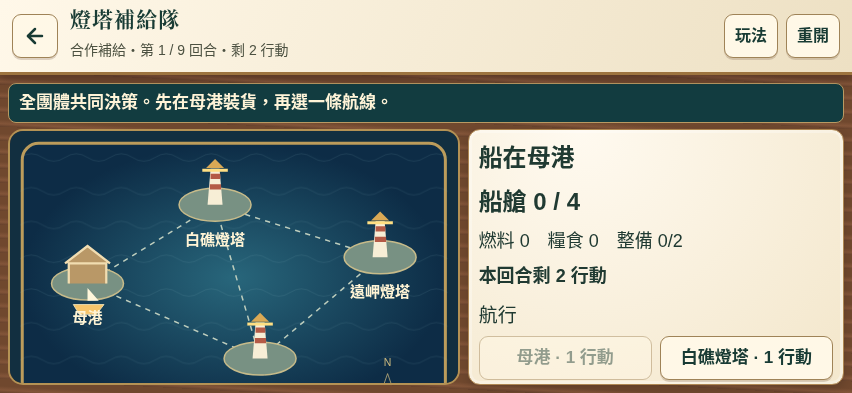 燈塔補給隊
合作補給・第 1 / 9 回合・剩 2 行動
玩法
重開
全團體共同決策。先在母港裝貨，再選一條航線。
白礁燈塔
遠岬燈塔
母港
N
船在母港
船艙 0 / 4
燃料 0 糧食 0 整備 0/2
本回合剩 2 行動
航行
母港 · 1 行動
白礁燈塔 · 1 行動